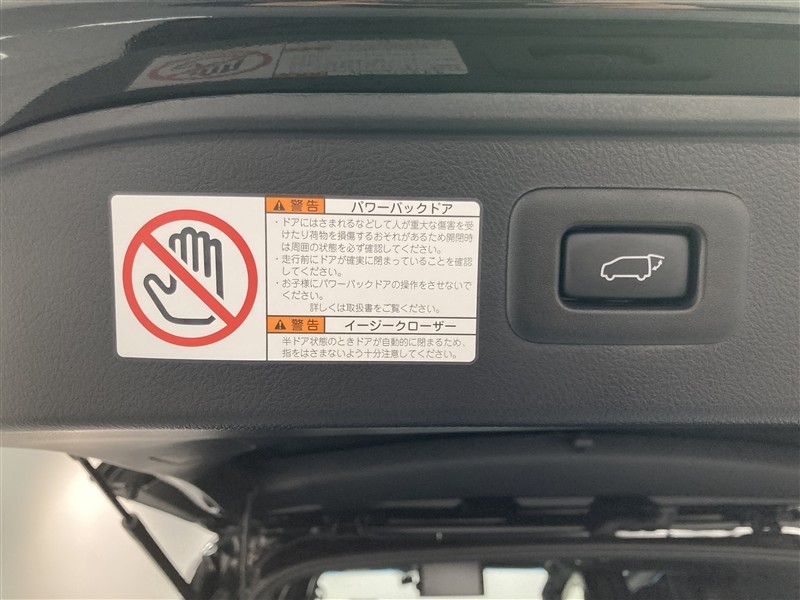 警告 パワーバックドア
・ドアにはさまれるなどして人が重大な傷害を受
けたり荷物を損傷するおそれがあるため開閉時
は周囲の状態を必ず確認してください。
・走行前にドアが確実に閉まっていることを確認
してください。
・お子様にパワーバックドアの操作をさせないで
ください。
詳しくは取扱書をご覧ください。
警告 イージークローザー
半ドア状態のときドアが自動的に閉まるため、
指をはさまないよう十分注意してください。